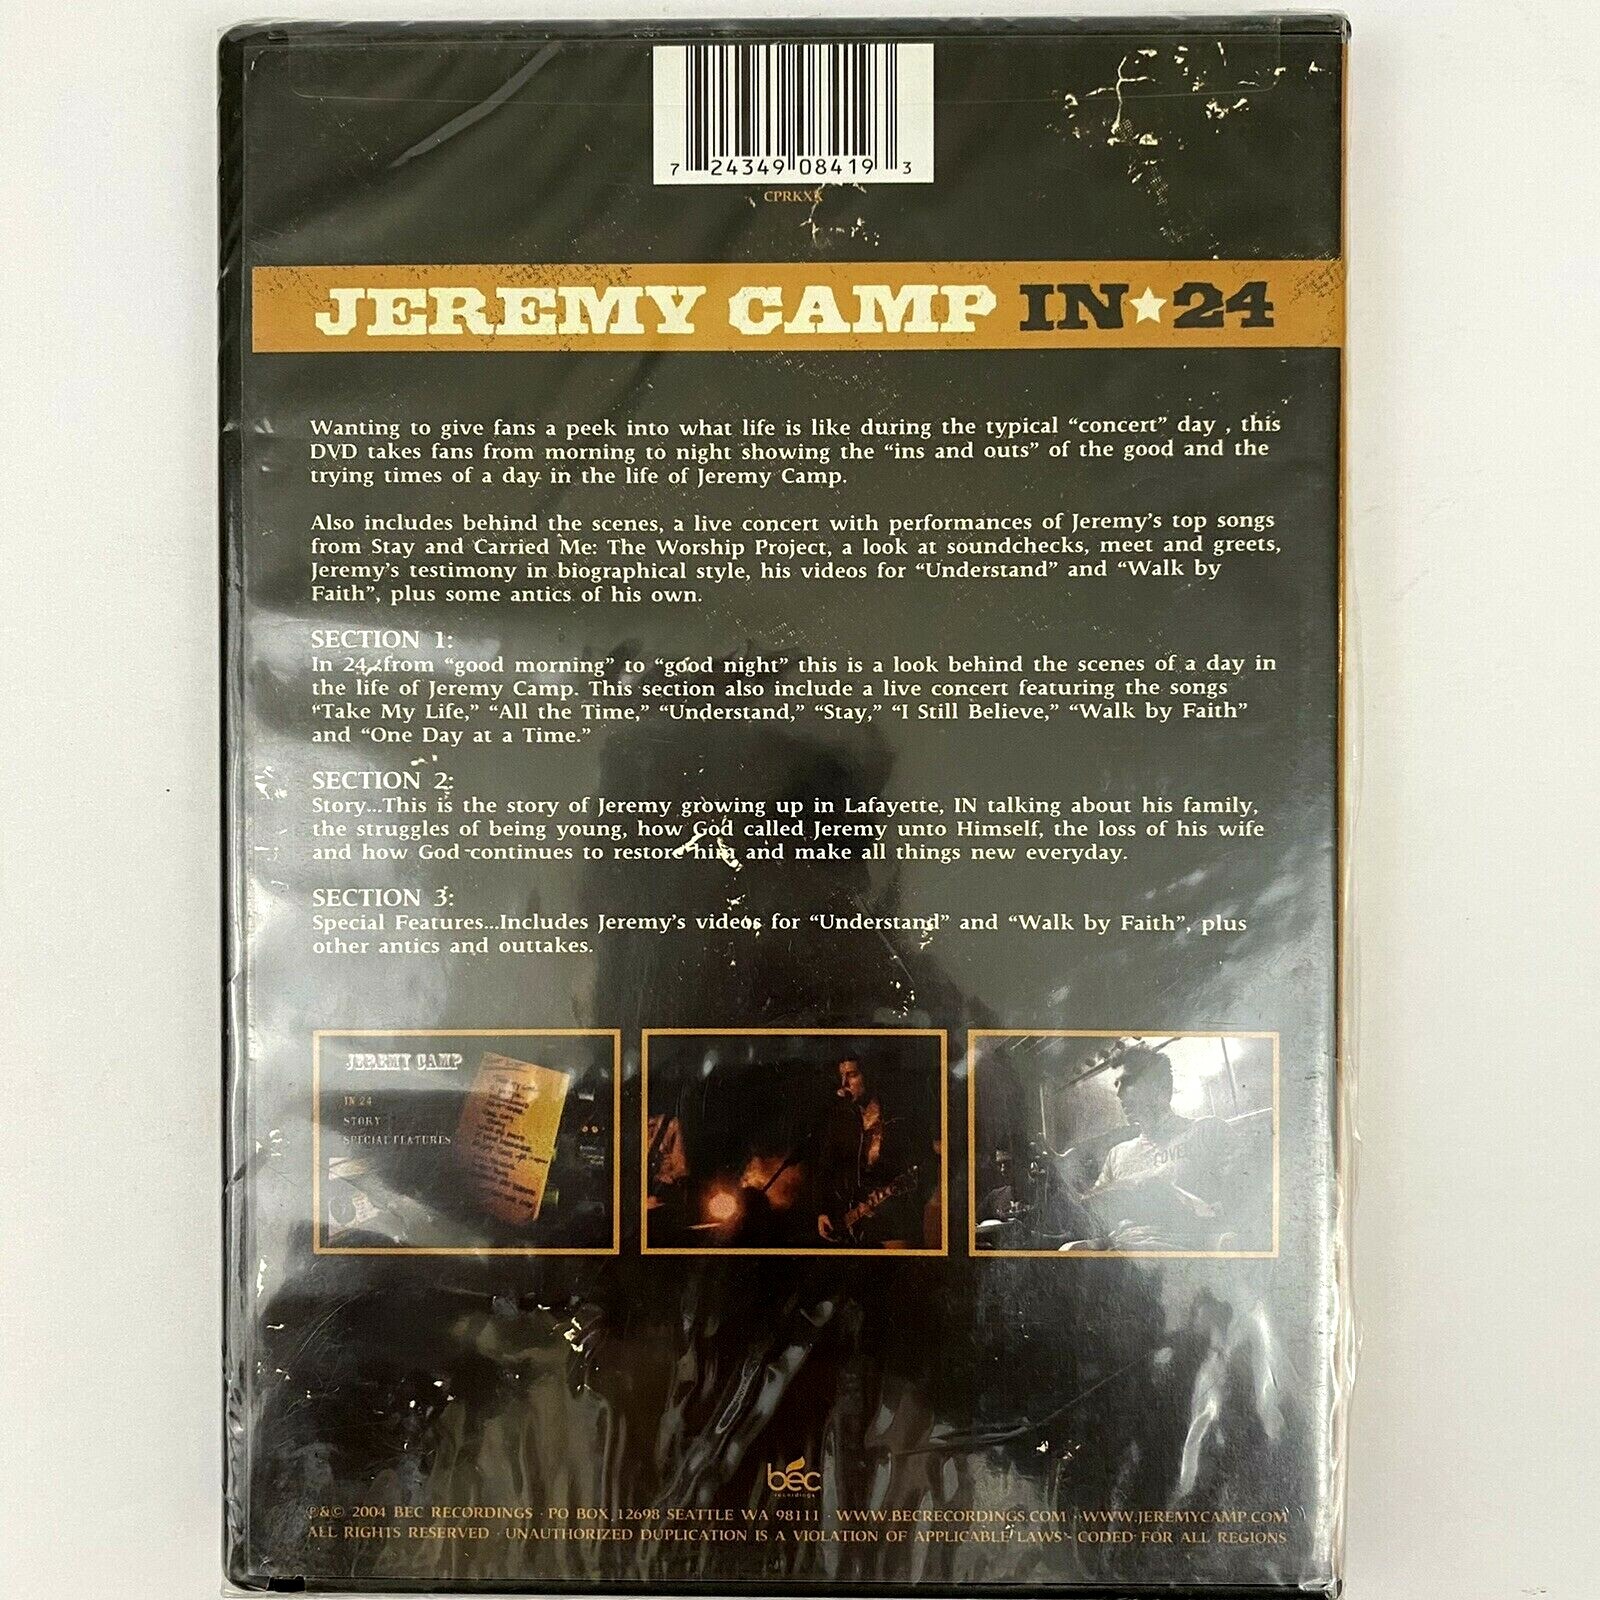 7 24349 08419 3
CPRKXK
JEREMY CAMP IN★24
Wanting to give fans a peek into what life is like during the typical “concert” day , this
DVD takes fans from morning to night showing the “ins and outs” of the good and the
trying times of a day in the life of Jeremy Camp.
Also includes behind the scenes, a live concert with performances of Jeremy’s top songs
from Stay and Carried Me: The Worship Project, a look at soundchecks, meet and greets,
Jeremy’s testimony in biographical style, his videos for “Understand” and “Walk by
Faith”, plus some antics of his own.
SECTION 1:
In 24...from “good morning” to “good night” this is a look behind the scenes of a day in
the life of Jeremy Camp. This section also include a live concert featuring the songs
“Take My Life,” “All the Time,” “Understand,” “Stay,” “I Still Believe,” “Walk by Faith”
and “One Day at a Time.”
SECTION 2:
Story...This is the story of Jeremy growing up in Lafayette, IN talking about his family,
the struggles of being young, how God called Jeremy unto Himself, the loss of his wife
and how God continues to restore him and make all things new everyday.
SECTION 3:
Special Features...Includes Jeremy’s videos for “Understand” and “Walk by Faith”, plus
other antics and outtakes.
JEREMY CAMP
IN 24
STORY
SPECIAL FEATURES
bec
recordings
℗&© 2004 BEC RECORDINGS · PO BOX 12698 SEATTLE WA 98111 · WWW.BECRECORDINGS.COM · WWW.JEREMYCAMP.COM
ALL RIGHTS RESERVED · UNAUTHORIZED DUPLICATION IS A VIOLATION OF APPLICABLE LAWS · CODED FOR ALL REGIONS